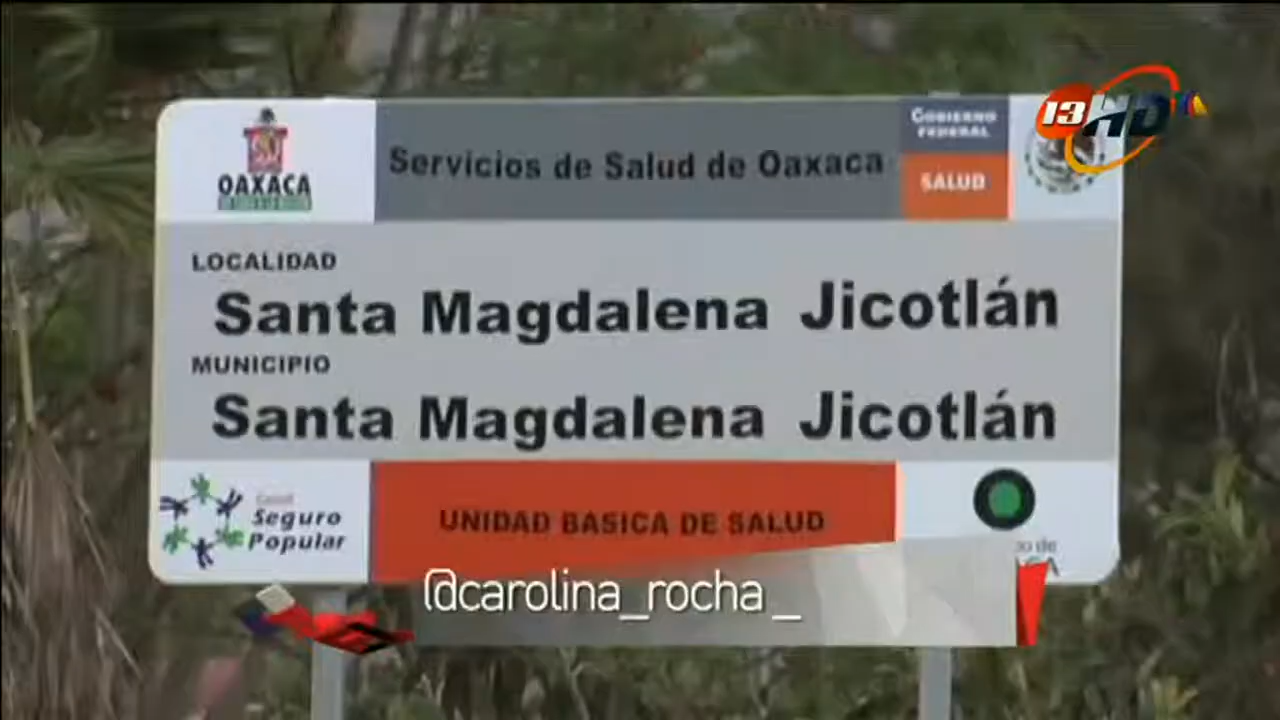 13HD
OAXACA
Servicios de Salud de Oaxaca
GOBIERNO
FEDERAL
SALUD
LOCALIDAD
Santa Magdalena Jicotlán
MUNICIPIO
Santa Magdalena Jicotlán
Seguro
Popular
UNIDAD BASICA DE SALUD
@carolina_rocha_